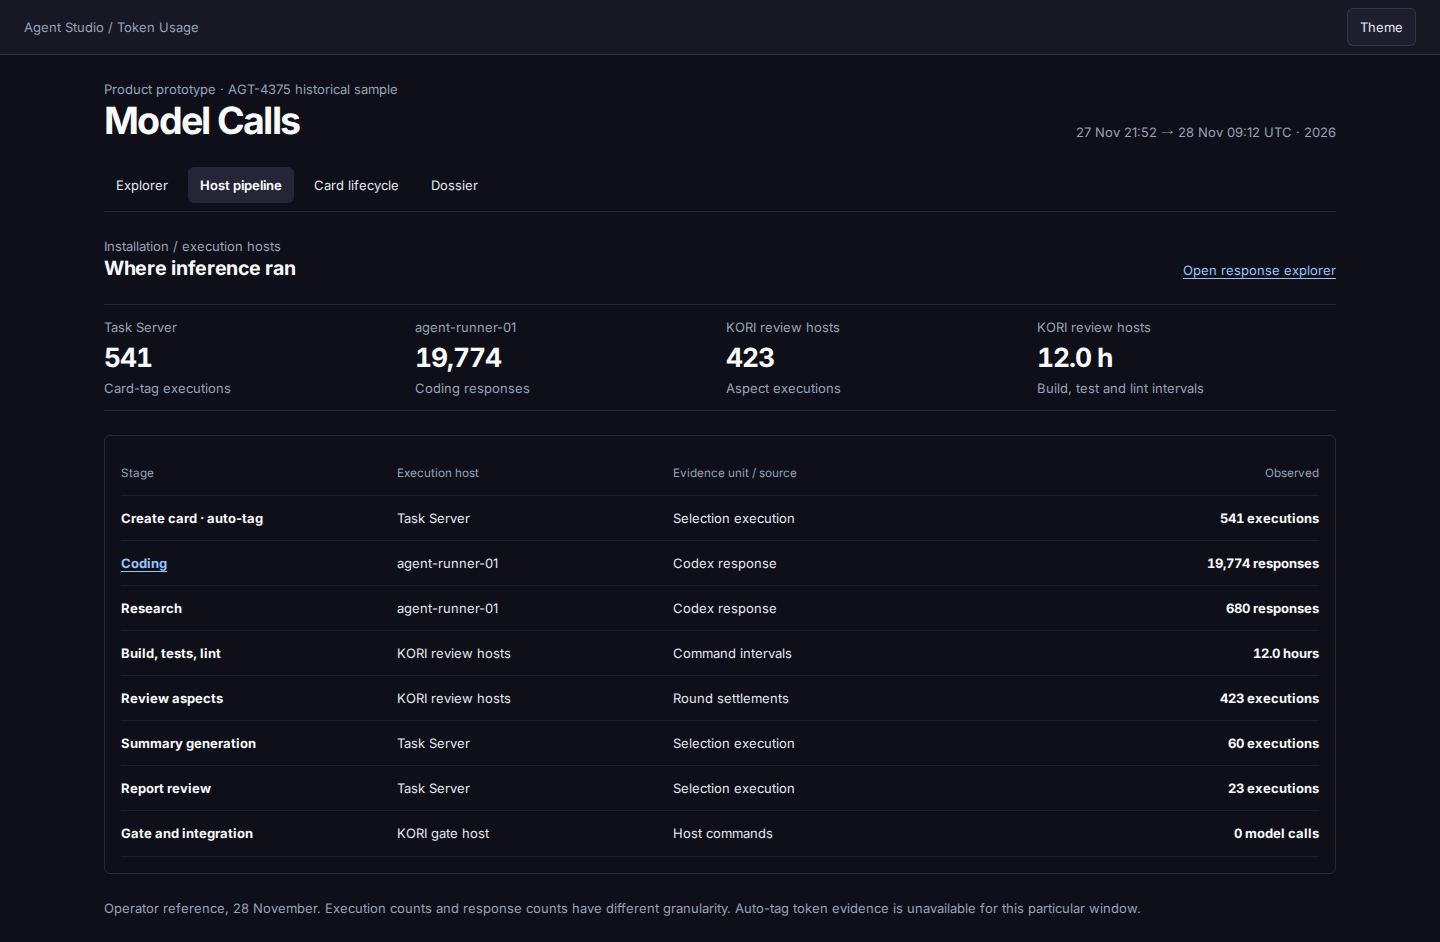 Agent Studio / Token Usage
Theme
Product prototype · AGT-4375 historical sample
Model Calls
27 Nov 21:52 → 28 Nov 09:12 UTC · 2026
Explorer
Host pipeline
Card lifecycle
Dossier
Installation / execution hosts
Where inference ran
Open response explorer
Task Server
541
Card-tag executions
agent-runner-01
19,774
Coding responses
KORI review hosts
423
Aspect executions
KORI review hosts
12.0 h
Build, test and lint intervals
Stage Execution host Evidence unit / source Observed
Create card · auto-tag Task Server Selection execution 541 executions
Coding agent-runner-01 Codex response 19,774 responses
Research agent-runner-01 Codex response 680 responses
Build, tests, lint KORI review hosts Command intervals 12.0 hours
Review aspects KORI review hosts Round settlements 423 executions
Summary generation Task Server Selection execution 60 executions
Report review Task Server Selection execution 23 executions
Gate and integration KORI gate host Host commands 0 model calls
Operator reference, 28 November. Execution counts and response counts have different granularity. Auto-tag token evidence is unavailable for this particular window.